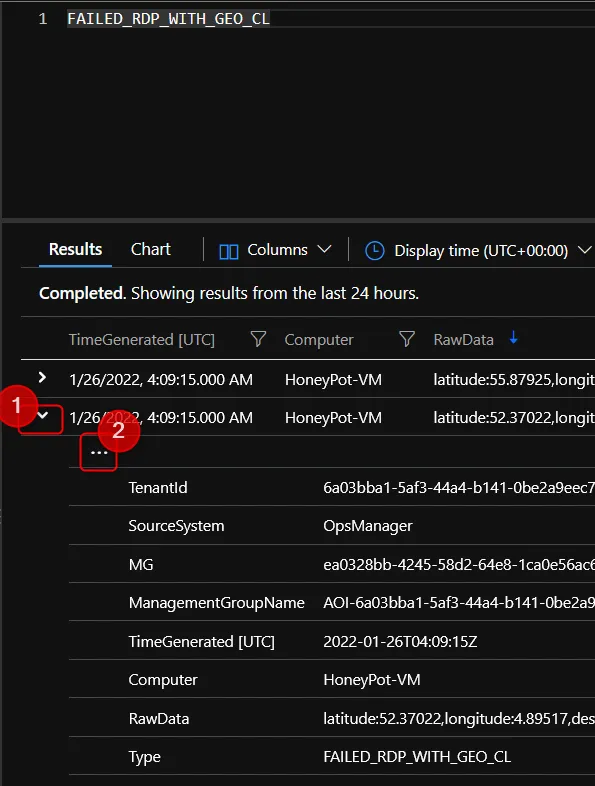 1 FAILED_RDP_WITH_GEO_CL
Results Chart Columns Display time (UTC+00:00)
Completed. Showing results from the last 24 hours.
TimeGenerated [UTC] Computer RawData
1/26/2022, 4:09:15.000 AM HoneyPot-VM latitude:55.87925,longit
1 1/26/2022, 4:09:15.000 AM HoneyPot-VM latitude:52.37022,longit
2
...
TenantId 6a03bba1-5af3-44a4-b141-0be2a9eec7
SourceSystem OpsManager
MG ea0328bb-4245-58d2-64e8-1ca0e56ac6
ManagementGroupName AOI-6a03bba1-5af3-44a4-b141-0be2a9
TimeGenerated [UTC] 2022-01-26T04:09:15Z
Computer HoneyPot-VM
RawData latitude:52.37022,longitude:4.89517,des
Type FAILED_RDP_WITH_GEO_CL